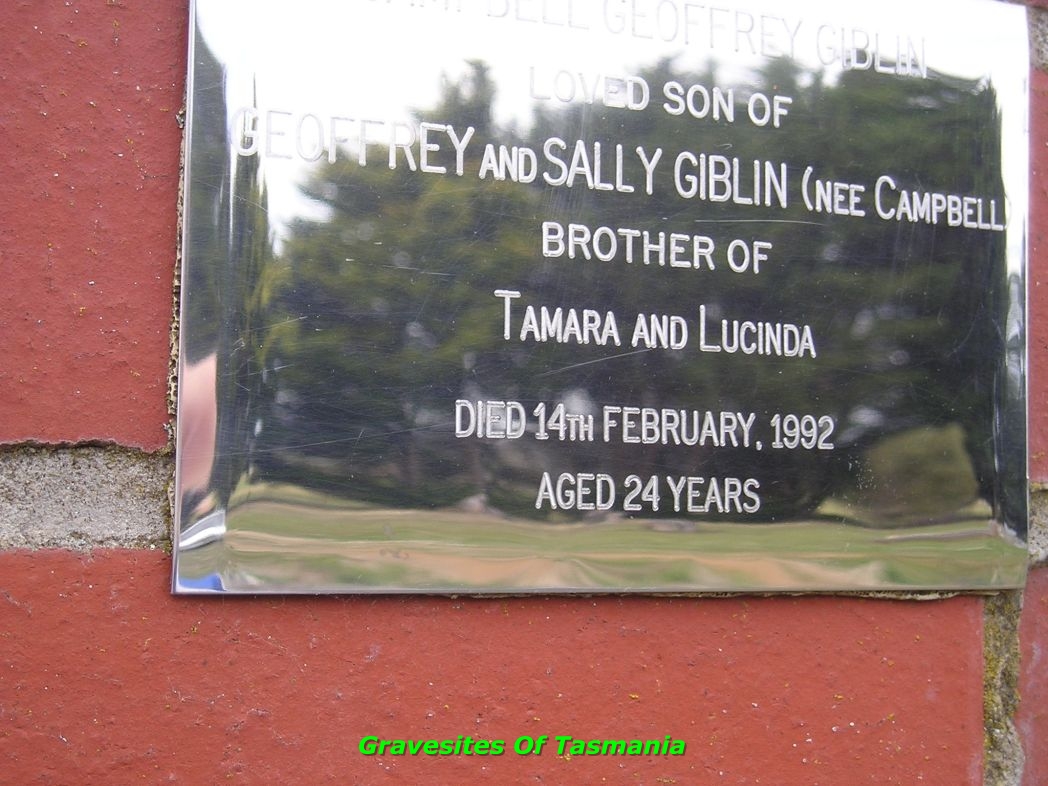 CAMPBELL GEOFFREY GIBLIN
LOVED SON OF
GEOFFREY AND SALLY GIBLIN (NEE CAMPBELL)
BROTHER OF
TAMARA AND LUCINDA
DIED 14TH FEBRUARY, 1992
AGED 24 YEARS
Gravesites Of Tasmania